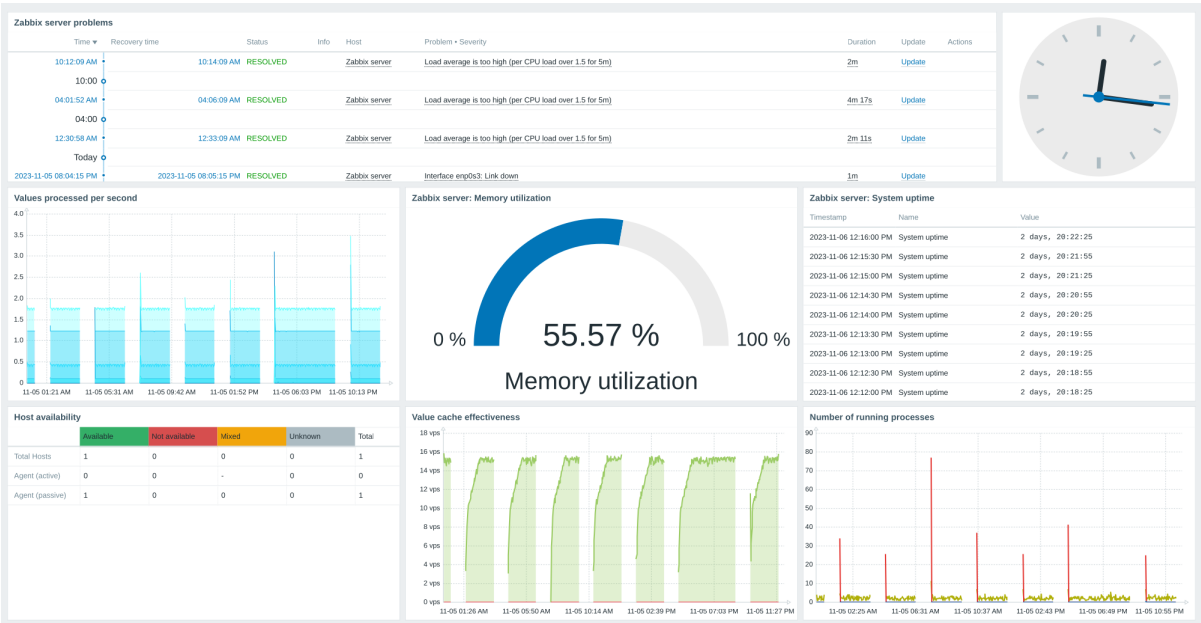 Zabbix server problems
Time ▼ Recovery time Status Info Host Problem • Severity Duration Update Actions
10:12:09 AM 10:14:09 AM RESOLVED Zabbix server Load average is too high (per CPU load over 1.5 for 5m) 2m Update
10:00
04:01:52 AM 04:06:09 AM RESOLVED Zabbix server Load average is too high (per CPU load over 1.5 for 5m) 4m 17s Update
04:00
12:30:58 AM 12:33:09 AM RESOLVED Zabbix server Load average is too high (per CPU load over 1.5 for 5m) 2m 11s Update
Today
2023-11-05 08:04:15 PM 2023-11-05 08:05:15 PM RESOLVED Zabbix server Interface enp0s3: Link down 1m Update
Values processed per second
4.0
3.5
3.0
2.5
2.0
1.5
1.0
0.5
0
11-05 01:21 AM 11-05 05:31 AM 11-05 09:42 AM 11-05 01:52 PM 11-05 06:03 PM 11-05 10:13 PM
Zabbix server: Memory utilization
0 % 55.57 % 100 %
Memory utilization
Zabbix server: System uptime
Timestamp Name Value
2023-11-06 12:16:00 PM System uptime 2 days, 20:22:25
2023-11-06 12:15:30 PM System uptime 2 days, 20:21:55
2023-11-06 12:15:00 PM System uptime 2 days, 20:21:25
2023-11-06 12:14:30 PM System uptime 2 days, 20:20:55
2023-11-06 12:14:00 PM System uptime 2 days, 20:20:25
2023-11-06 12:13:30 PM System uptime 2 days, 20:19:55
2023-11-06 12:13:00 PM System uptime 2 days, 20:19:25
2023-11-06 12:12:30 PM System uptime 2 days, 20:18:55
2023-11-06 12:12:00 PM System uptime 2 days, 20:18:25
Host availability
Available Not available Mixed Unknown Total
Total Hosts 1 0 0 0 1
Agent (active) 0 0 - 0 0
Agent (passive) 1 0 0 0 1
Value cache effectiveness
18 vps
16 vps
14 vps
12 vps
10 vps
8 vps
6 vps
4 vps
2 vps
0 vps
11-05 01:26 AM 11-05 05:50 AM 11-05 10:14 AM 11-05 02:39 PM 11-05 07:03 PM 11-05 11:27 PM
Number of running processes
90
80
70
60
50
40
30
20
10
0
11-05 02:25 AM 11-05 06:31 AM 11-05 10:37 AM 11-05 02:43 PM 11-05 06:49 PM 11-05 10:55 PM